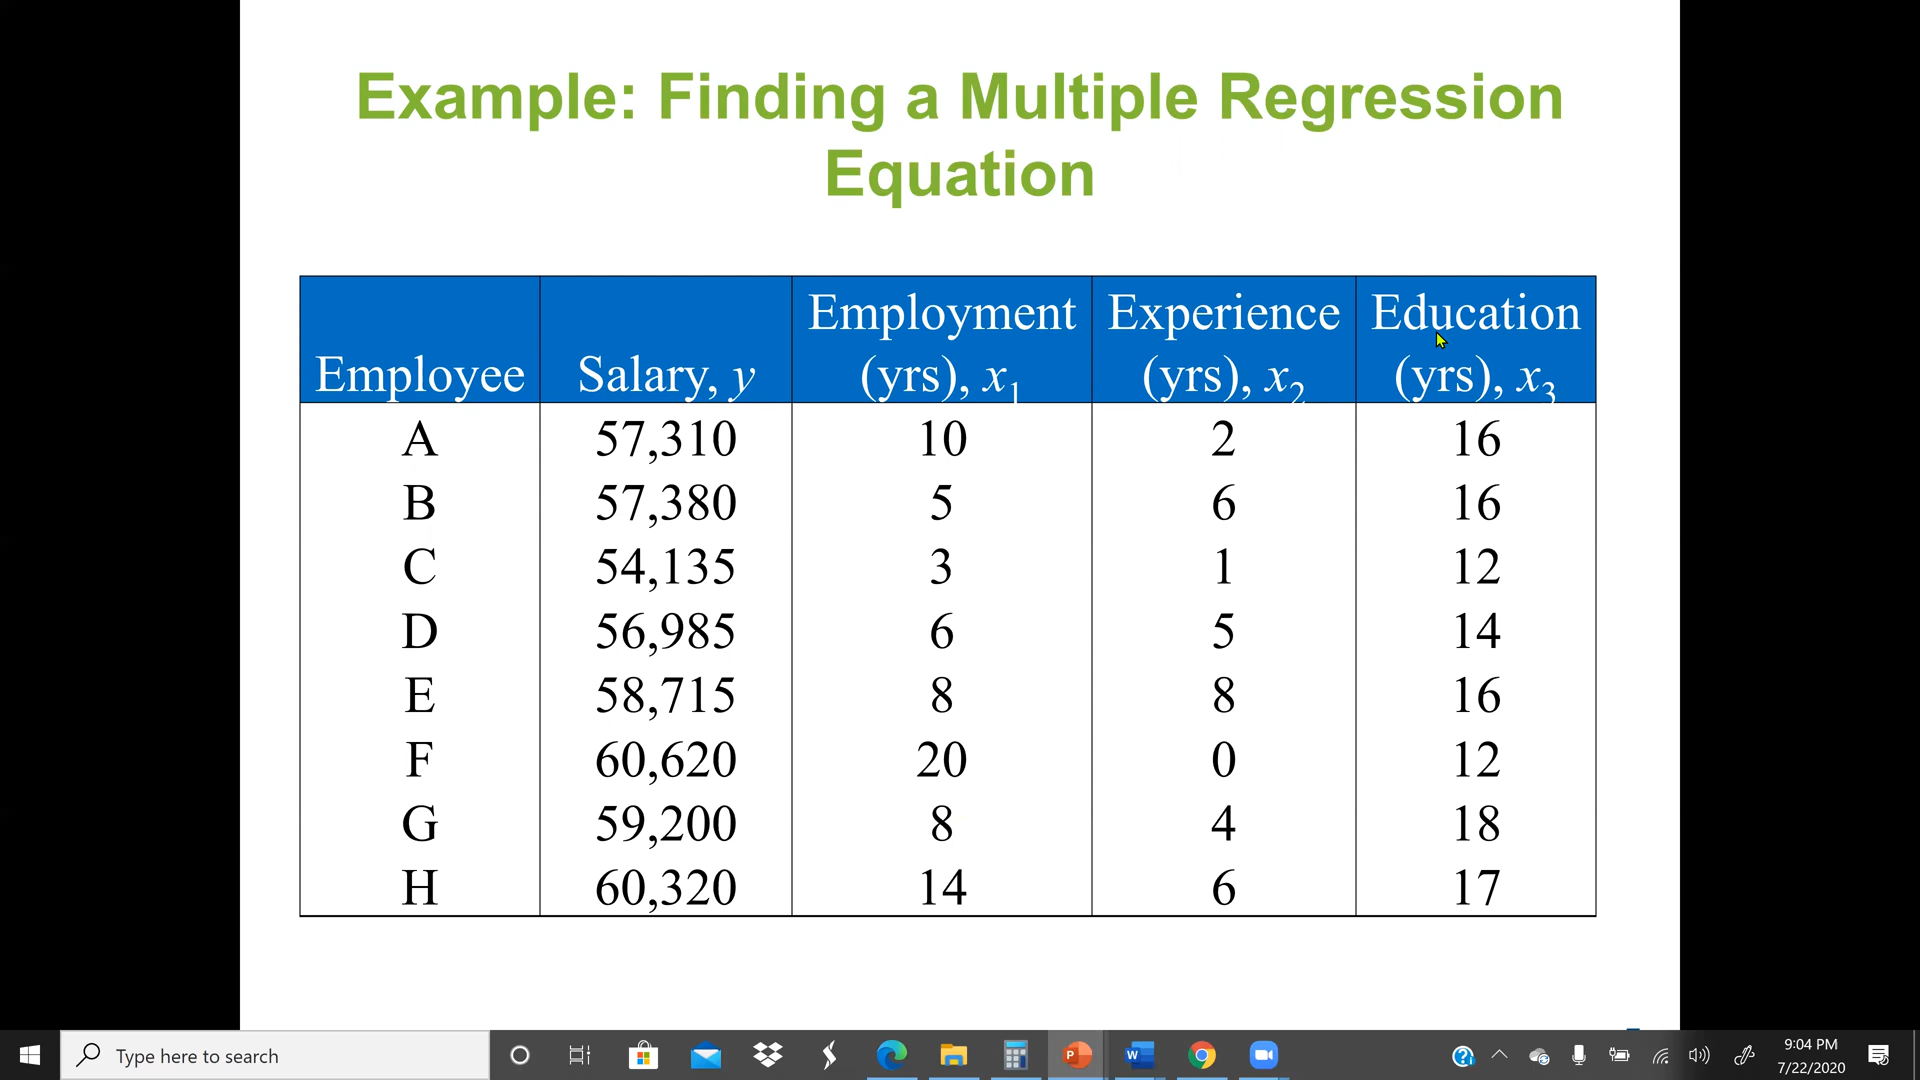 Example: Finding a Multiple Regression
Equation
Employee Salary, y Employment (yrs), x1 Experience (yrs), x2 Education (yrs), x3
A 57,310 10 2 16
B 57,380 5 6 16
C 54,135 3 1 12
D 56,985 6 5 14
E 58,715 8 8 16
F 60,620 20 0 12
G 59,200 8 4 18
H 60,320 14 6 17
Type here to search
9:04 PM
7/22/2020